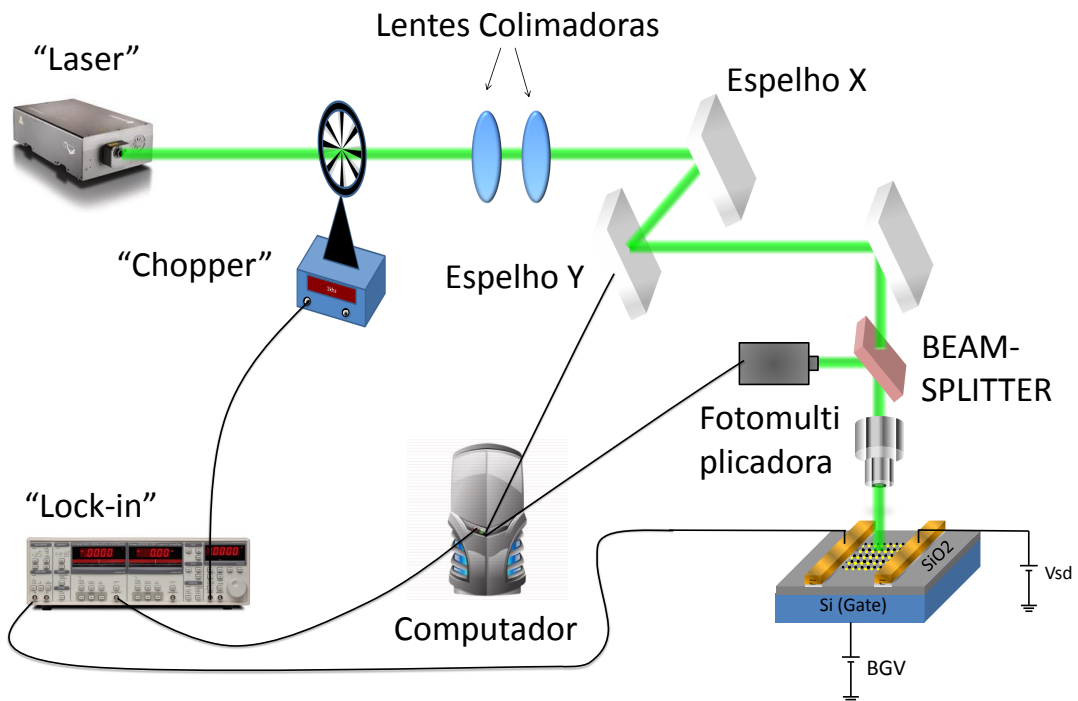 Lentes Colimadoras
“Laser”
Espelho X
“Chopper”
Espelho Y
BEAM-
SPLITTER
Fotomulti
plicadora
“Lock-in”
Computador
SiO2
Si (Gate)
Vsd
BGV